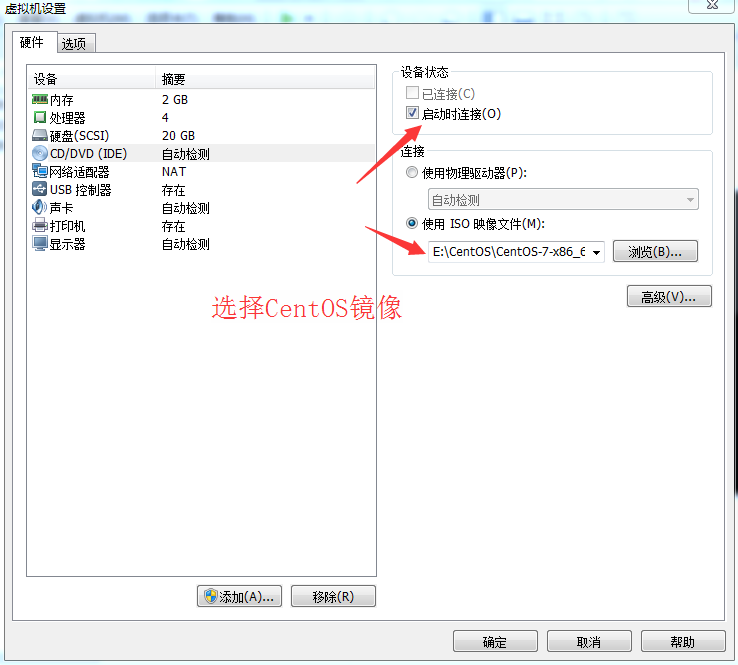 虚拟机设置
硬件 选项
设备 摘要
内存 2 GB
处理器 4
硬盘(SCSI) 20 GB
CD/DVD (IDE) 自动检测
网络适配器 NAT
USB 控制器 存在
声卡 自动检测
打印机 存在
显示器 自动检测
选择CentOS镜像
添加(A)... 移除(R)
设备状态
已连接(C)
启动时连接(O)
连接
使用物理驱动器(P):
自动检测
使用 ISO 映像文件(M):
E:\CentOS\CentOS-7-x86_6 浏览(B)...
高级(V)...
确定 取消 帮助